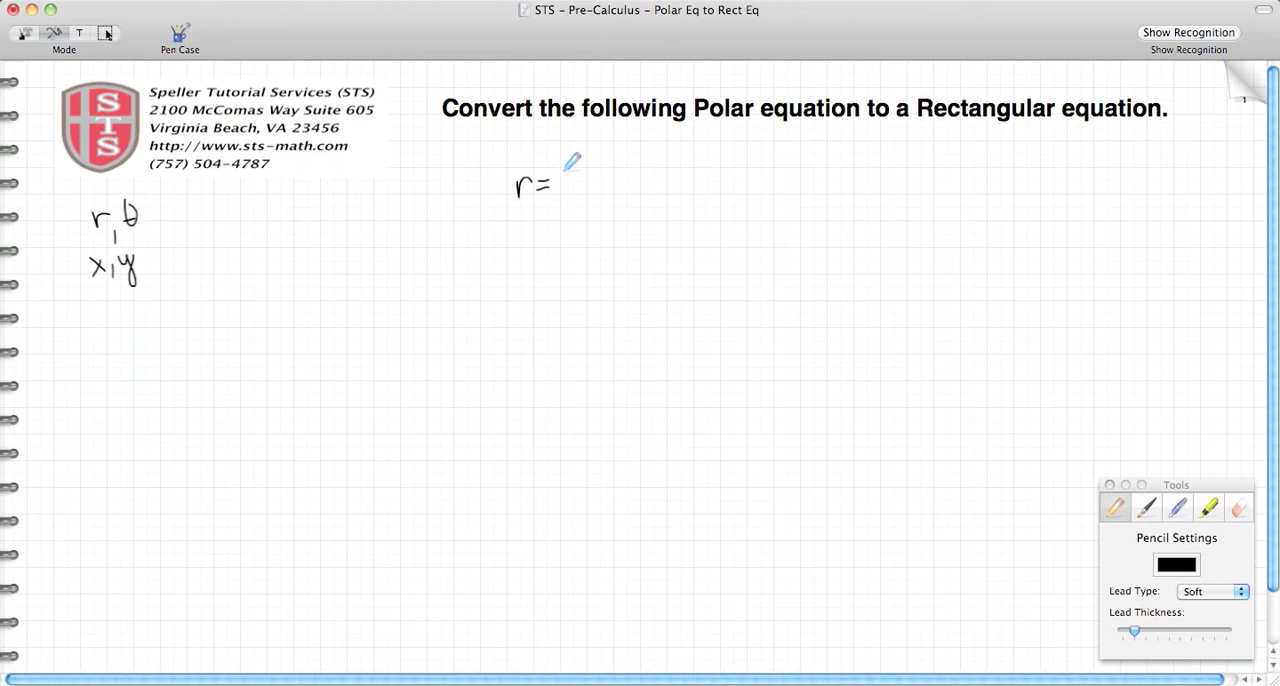 STS - Pre-Calculus - Polar Eq to Rect Eq
T
Mode
Pen Case
Show Recognition
Show Recognition
S
T
S
Speller Tutorial Services (STS)
2100 McComas Way Suite 605
Virginia Beach, VA 23456
http://www.sts-math.com
(757) 504-4787
Convert the following Polar equation to a Rectangular equation.
1
r=
r, θ
x, y
Tools
Pencil Settings
Lead Type: Soft
Lead Thickness: